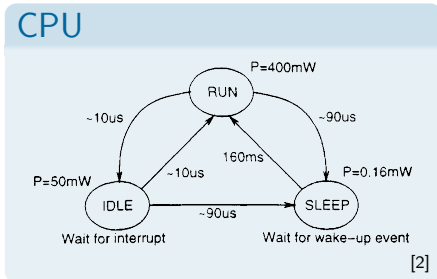 CPU
P=400mW
RUN
~10us
~90us
160ms
~10us
P=50mW
P=0.16mW
IDLE
SLEEP
~90us
Wait for interrupt
Wait for wake-up event
[2]